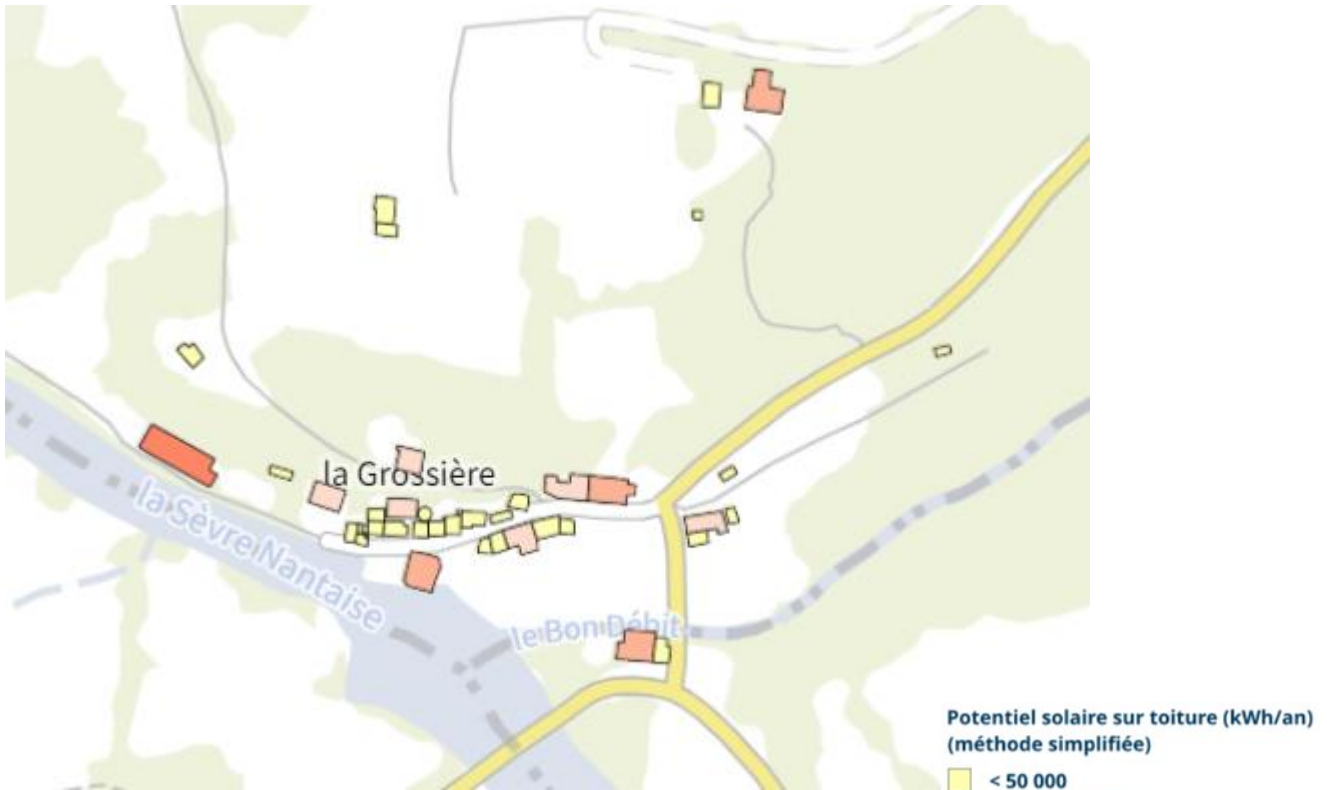 la Grossière
la Sèvre Nantaise
le Bon Débit
Potentiel solaire sur toiture (kWh/an)
(méthode simplifiée)
< 50 000